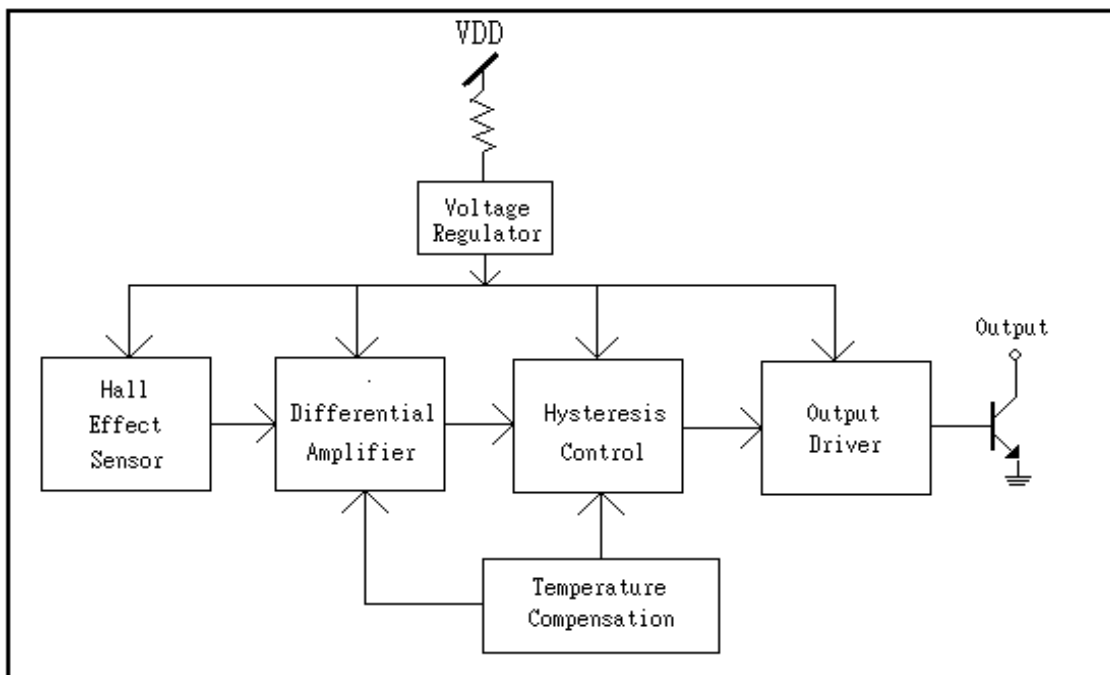 VDD
Voltage
Regulator
Output
Hall
Effect
Sensor
Differential
Amplifier
Hysteresis
Control
Output
Driver
Temperature
Compensation